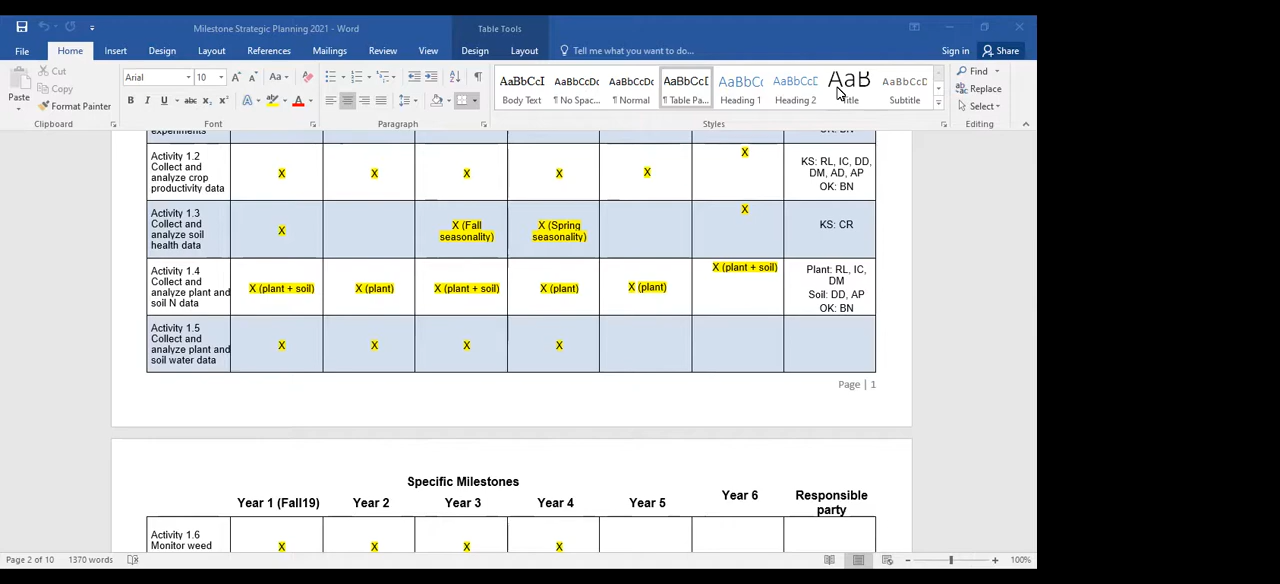 Milestone Strategic Planning 2021 - Word
Table Tools
File Home Insert Design Layout References Mailings Review View Design Layout Tell me what you want to do... Sign in Share
Paste
Cut
Copy
Format Painter
Clipboard
Arial 10
Font
Paragraph
AaBbCcI AaBbCcDc AaBbCcDc AaBbCcI AaBbCc AaBbCcD AaB AaBbCcD
Body Text ¶ No Spac... ¶ Normal ¶ Table Pa... Heading 1 Heading 2 Title Subtitle
Styles
Find
Replace
Select
Editing
experiments
Activity 1.2
Collect and
analyze crop
productivity data
X X X X X X
KS: RL, IC, DD,
DM, AD, AP
OK: BN
Activity 1.3
Collect and
analyze soil
health data
X
X (Fall
seasonality)
X (Spring
seasonality)
X
KS: CR
Activity 1.4
Collect and
analyze plant and
soil N data
X (plant + soil) X (plant) X (plant + soil) X (plant) X (plant) X (plant + soil)
Plant: RL, IC,
DM
Soil: DD, AP
OK: BN
Activity 1.5
Collect and
analyze plant and
soil water data
X X X X
Page | 1
Specific Milestones
Year 1 (Fall19) Year 2 Year 3 Year 4 Year 5 Year 6 Responsible
party
Activity 1.6
Monitor weed
X X X X
Page 2 of 10 1370 words 100%